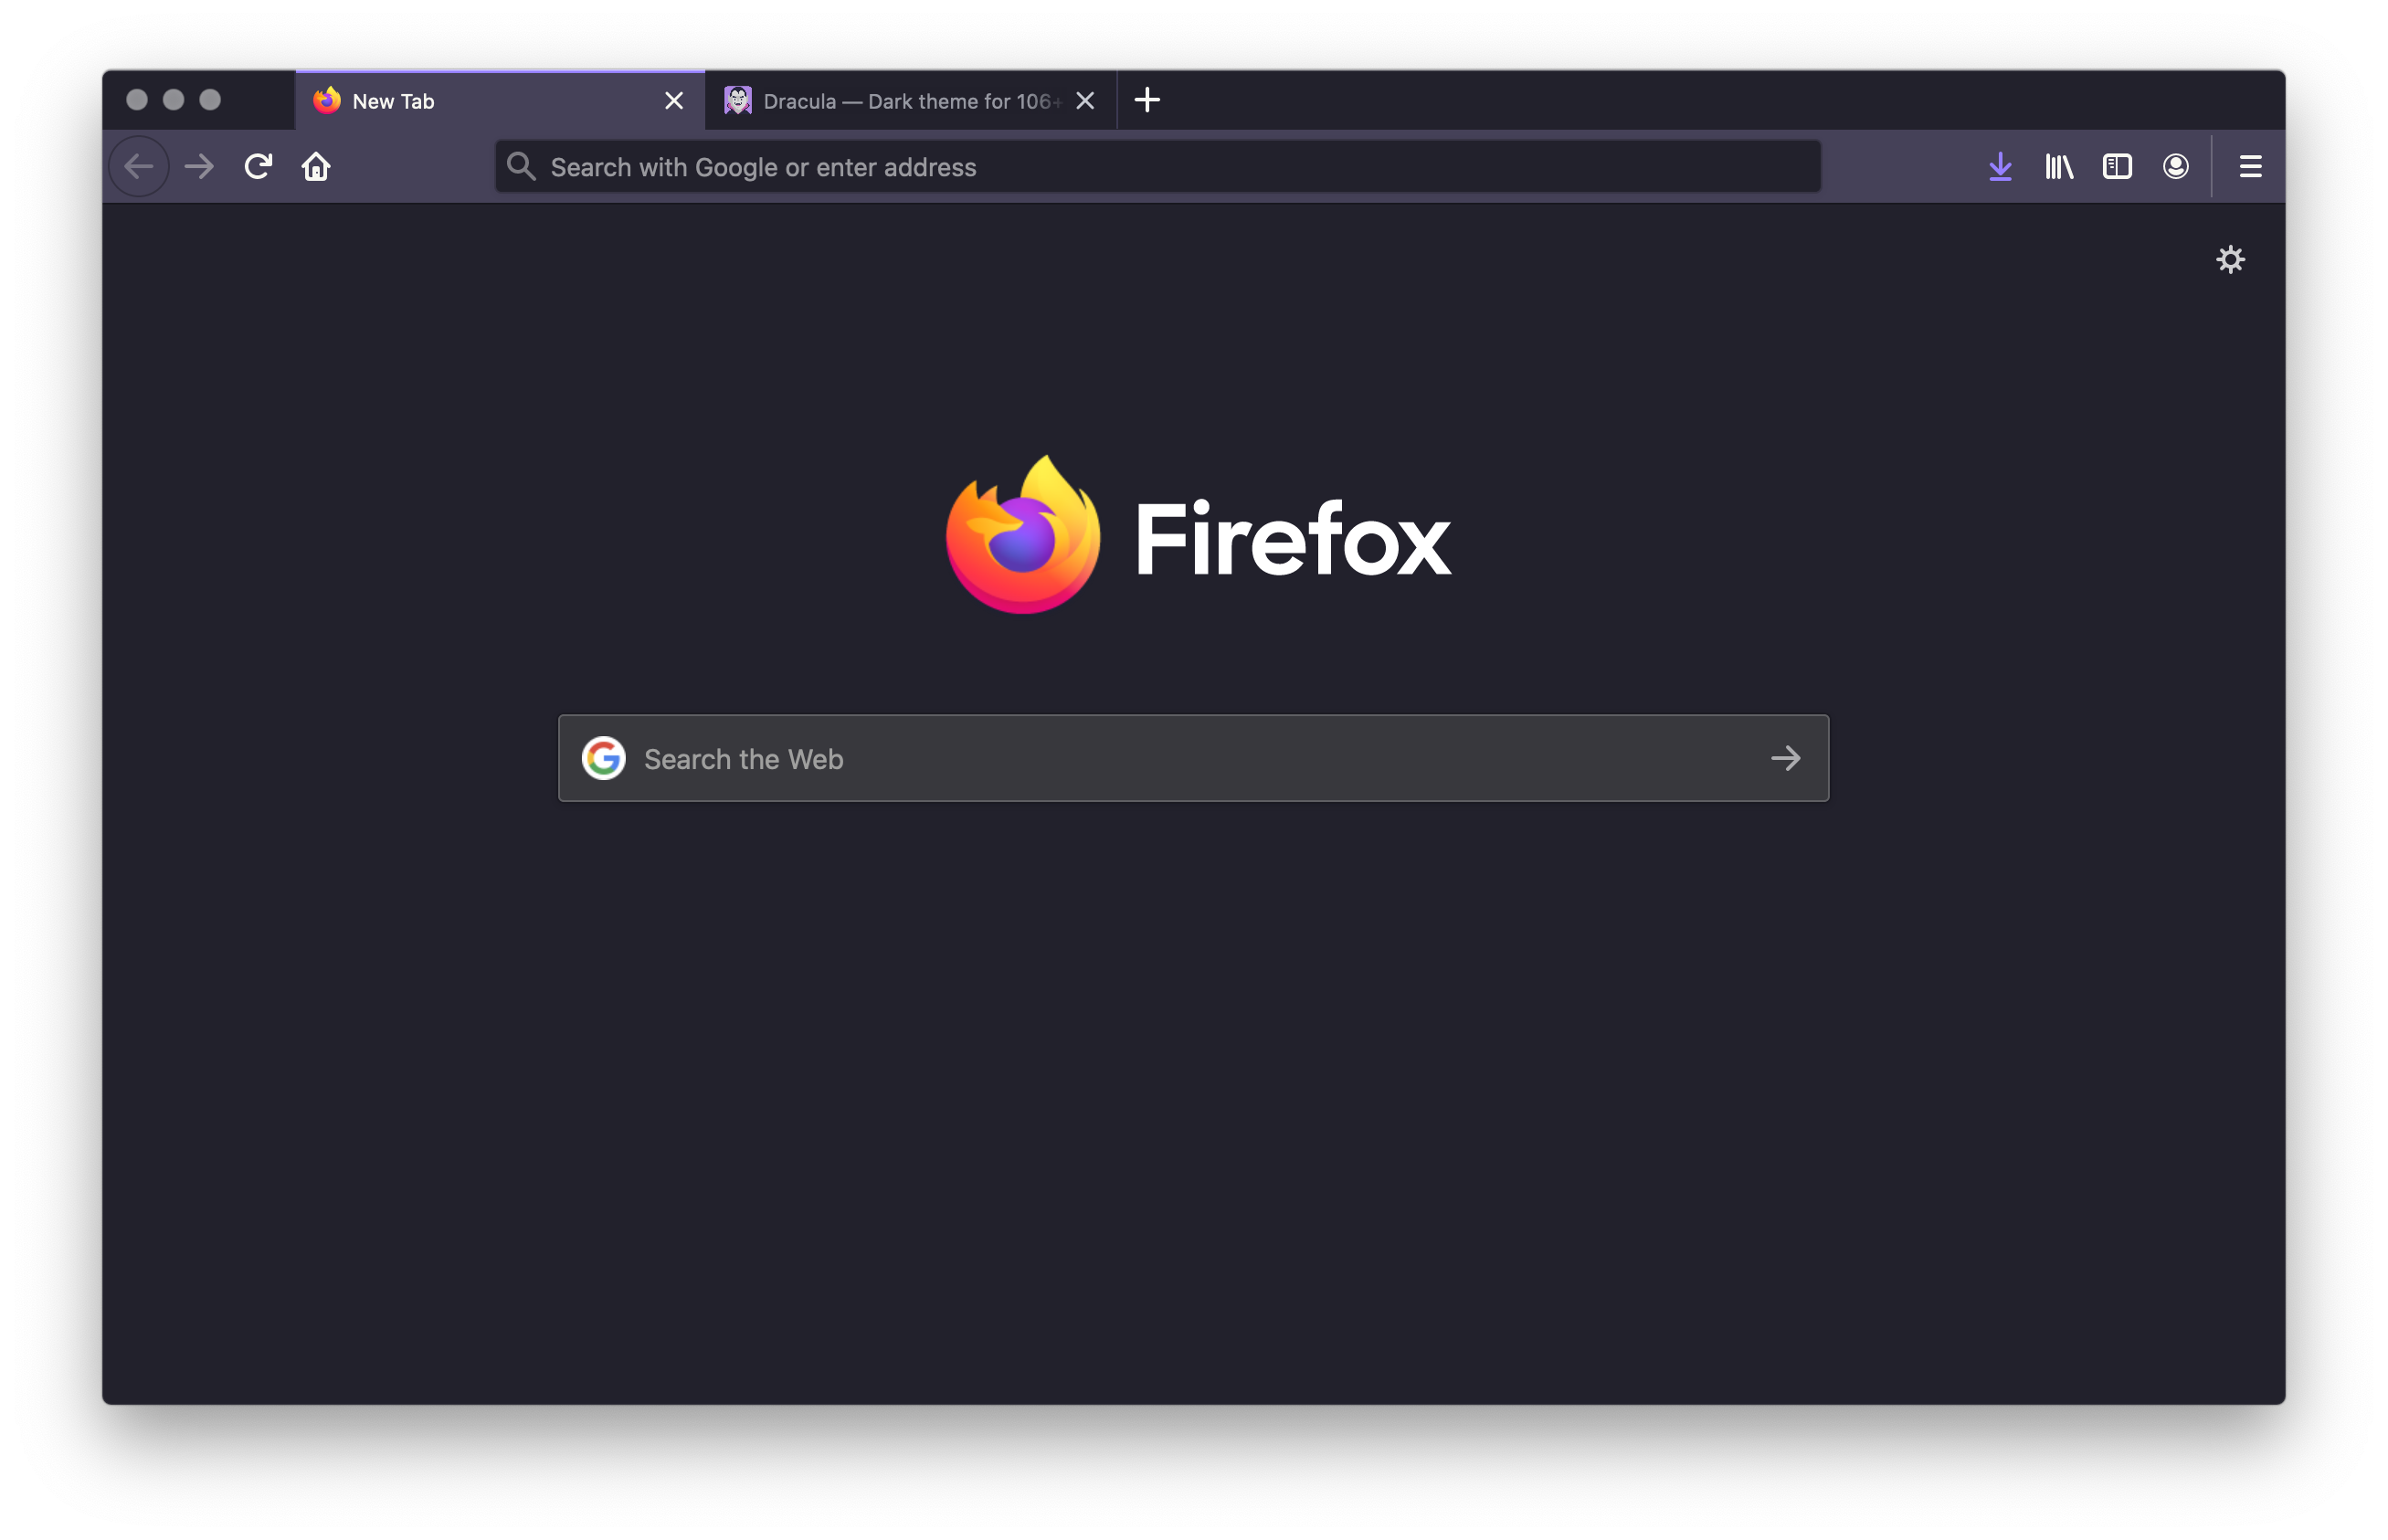 New Tab
Dracula — Dark theme for 106+
Search with Google or enter address
Firefox
Search the Web